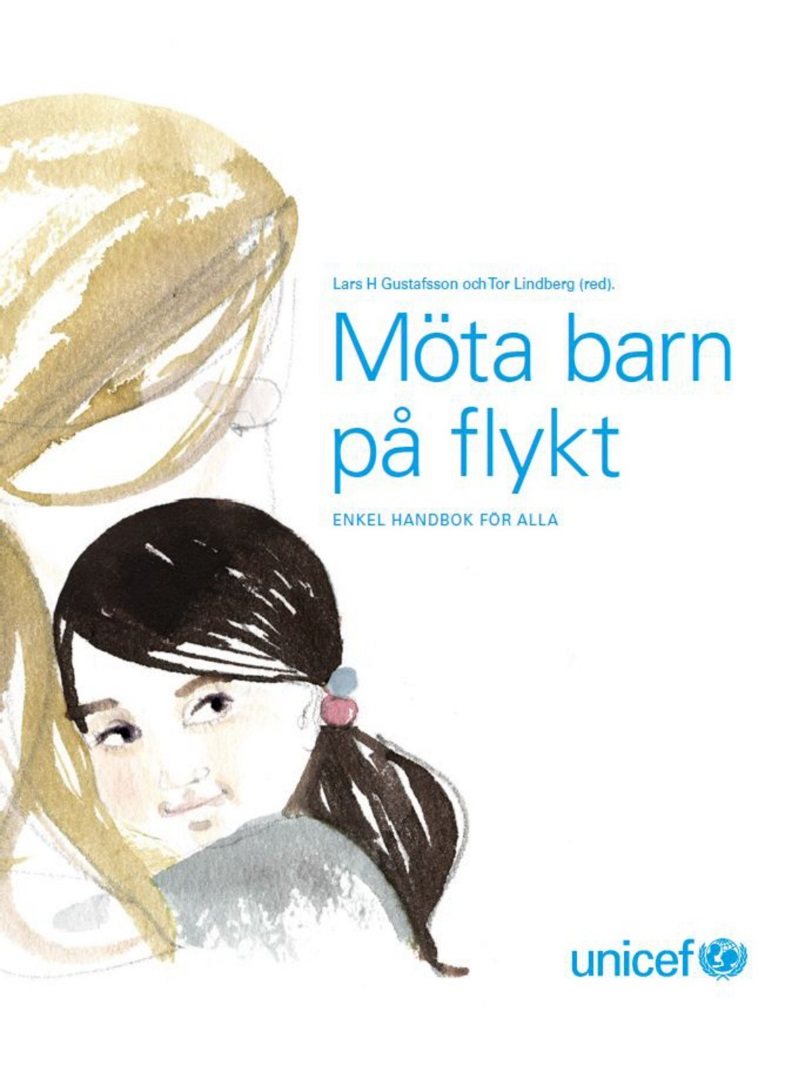 Lars H Gustafsson och Tor Lindberg (red).
Möta barn
på flykt
ENKEL HANDBOK FÖR ALLA
unicef